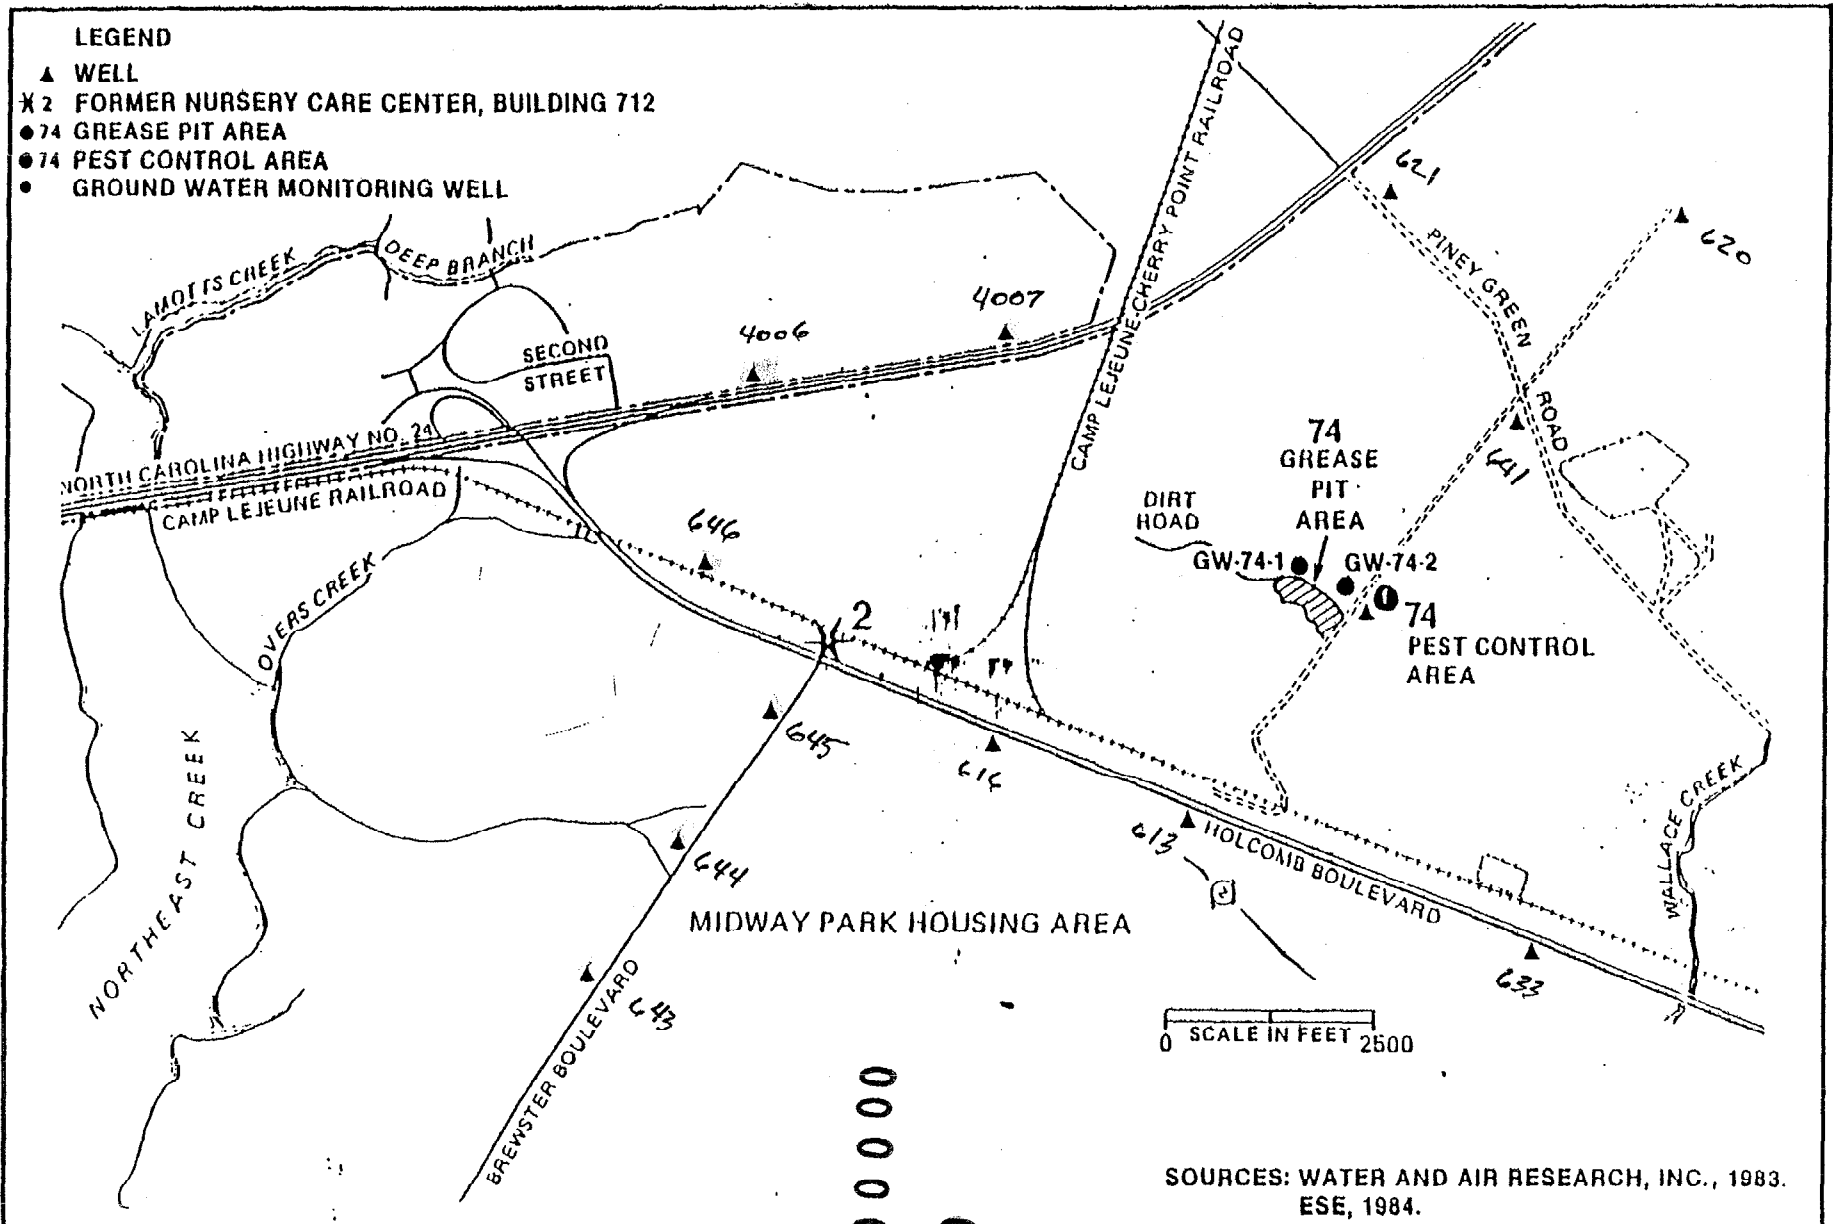 LEGEND
WELL
2 FORMER NURSERY CARE CENTER, BUILDING 712
74 GREASE PIT AREA
74 PEST CONTROL AREA
GROUND WATER MONITORING WELL
CAMP LEJEUNE-CHERRY POINT RAILROAD
621
620
PINEY GREEN
ROAD
LAMOTTS CREEK
DEEP BRANCH
4007
4006
SECOND
STREET
NORTH CAROLINA HIGHWAY NO. 24
CAMP LEJEUNE RAILROAD
641
74
GREASE
PIT
AREA
DIRT
ROAD
GW-74-1
GW-74-2
74
PEST CONTROL
AREA
646
OVERS CREEK
2
645
616
613
HOLCOMB BOULEVARD
WALLACE CREEK
644
NORTHEAST CREEK
MIDWAY PARK HOUSING AREA
2
643
633
BREWSTER BOULEVARD
SCALE IN FEET
0 2500
SOURCES: WATER AND AIR RESEARCH, INC., 1983.
ESE, 1984.